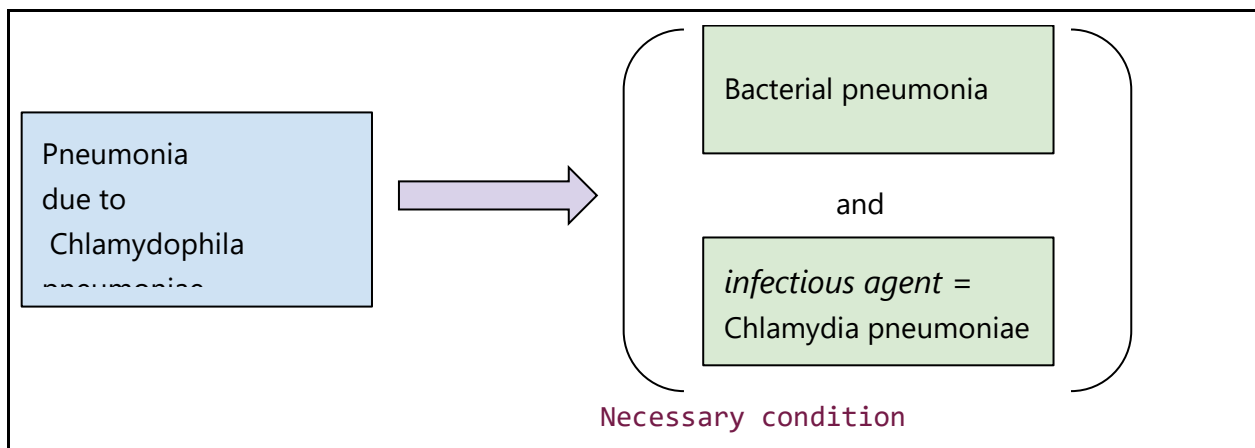 Pneumonia
due to
Chlamydophila
Bacterial pneumonia
and
infectious agent =
Chlamydia pneumoniae
Necessary condition